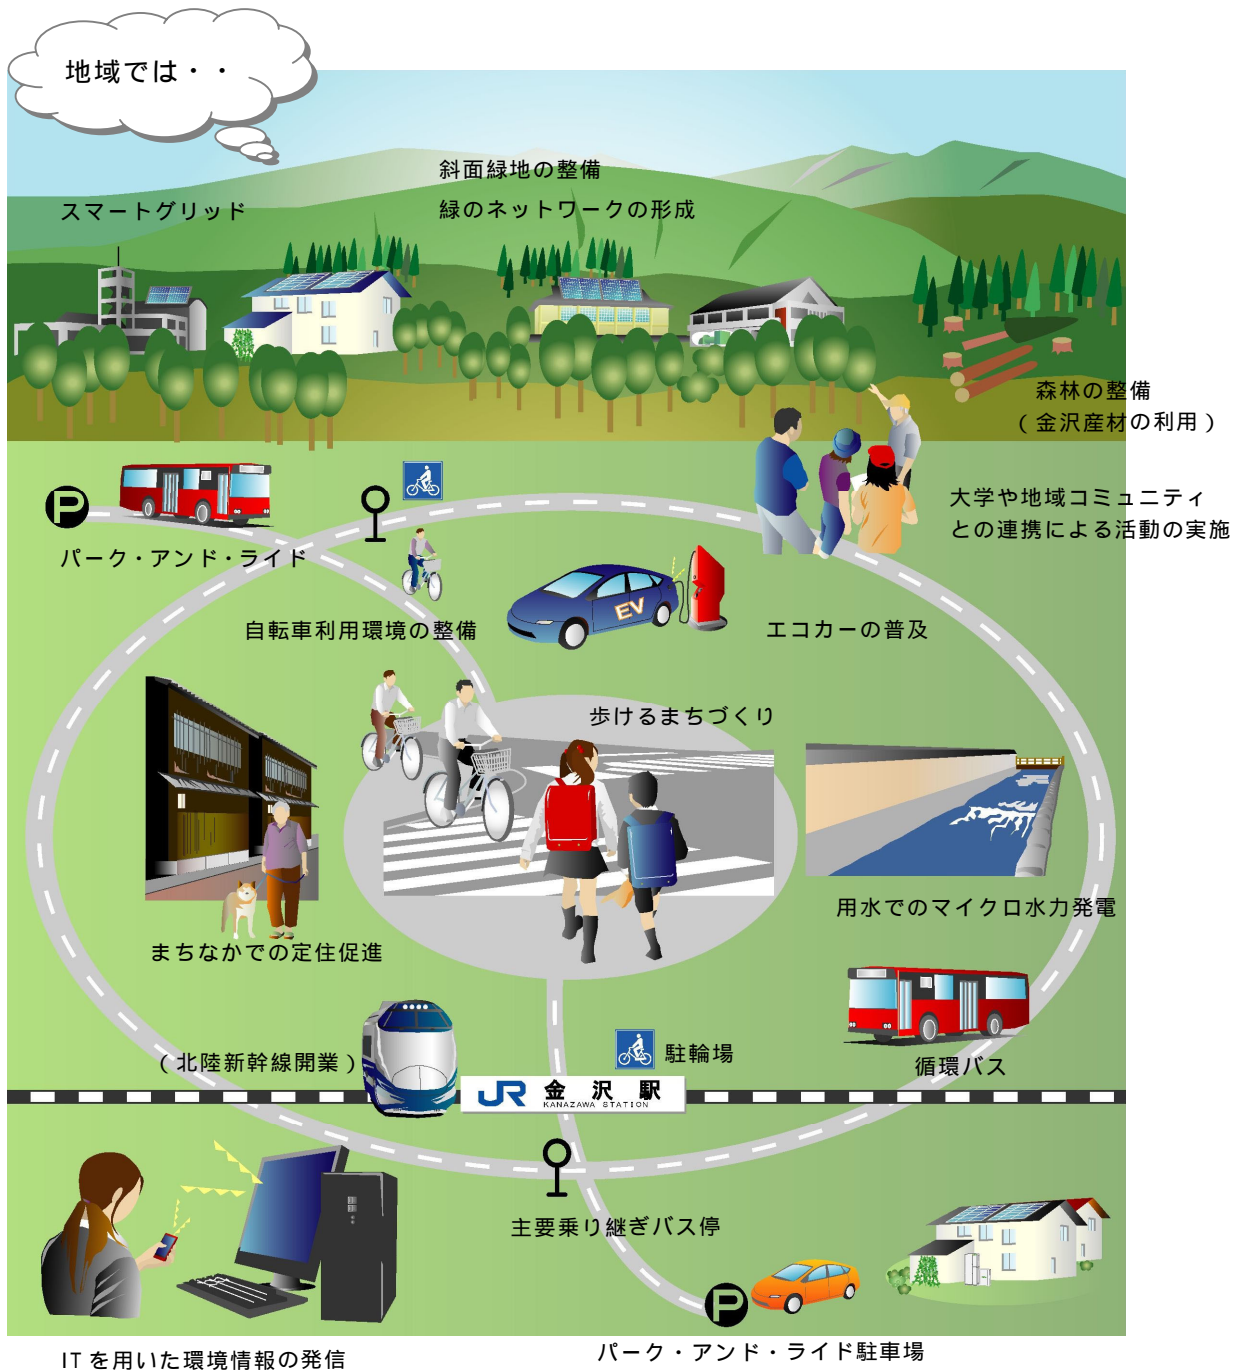 地域では・・
斜面緑地の整備
緑のネットワークの形成
スマートグリッド
森林の整備
（金沢産材の利用）
大学や地域コミュニティ
との連携による活動の実施
P
パーク・アンド・ライド
自転車利用環境の整備
EV
エコカーの普及
歩けるまちづくり
用水でのマイクロ水力発電
まちなかでの定住促進
（北陸新幹線開業）
駐輪場
循環バス
JR 金沢駅
KANAZAWA STATION
主要乗り継ぎバス停
P
パーク・アンド・ライド駐車場
ITを用いた環境情報の発信